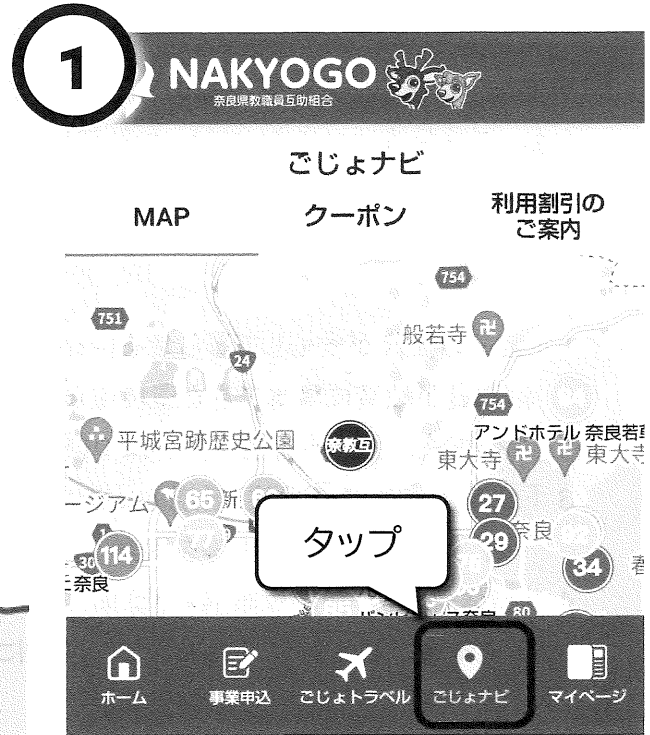 1
NAKYOGO
奈良県教職員互助組合
ごじょナビ
MAP
クーポン
利用割引の
ご案内
754
751
般若寺
24
754
アンドホテル 奈良若草
平城宮跡歴史公園
奈教互
東大寺
東大寺
ージアム
65
新
27
77
タップ
29
奈良
30
114
34
春
奈良
80
ホーム
事業申込
ごじょトラベル
ごじょナビ
マイページ